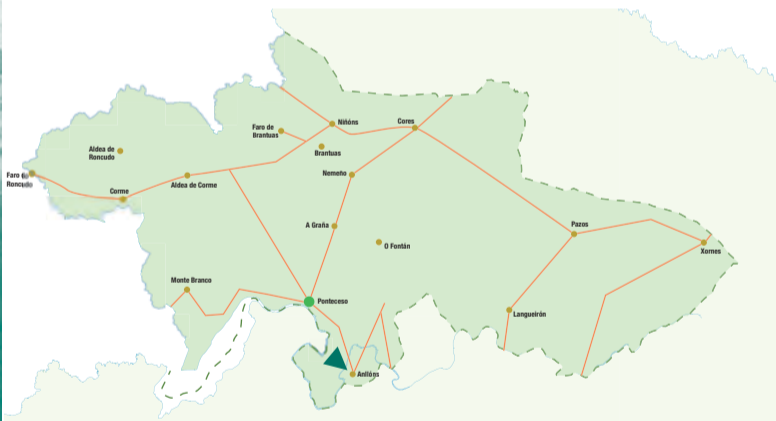 Niñóns
Cores
Faro de
Brantuas
Aldea de
Roncudo
Brantuas
Nemeño
Faro de
Roncudo
Corme
Aldea de Corme
A Graña
Pazos
O Fontán
Xornes
Monte Branco
Ponteceso
Langueirón
Anllóns